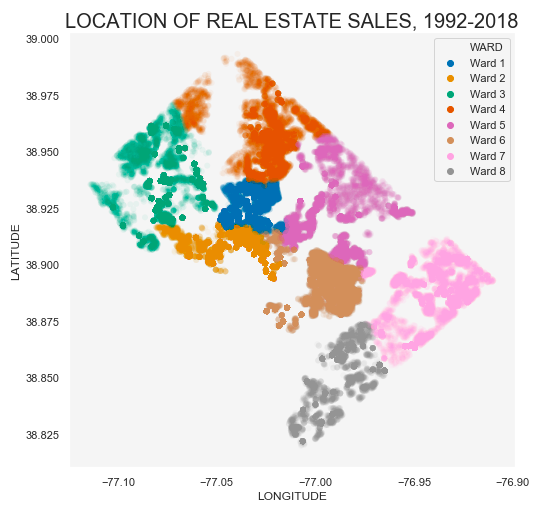 LOCATION OF REAL ESTATE SALES, 1992-2018
WARD
Ward 1
Ward 2
Ward 3
Ward 4
Ward 5
Ward 6
Ward 7
Ward 8
39.000
38.975
38.950
38.925
38.900
38.875
38.850
38.825
LATITUDE
−77.10
−77.05
−77.00
−76.95
−76.90
LONGITUDE